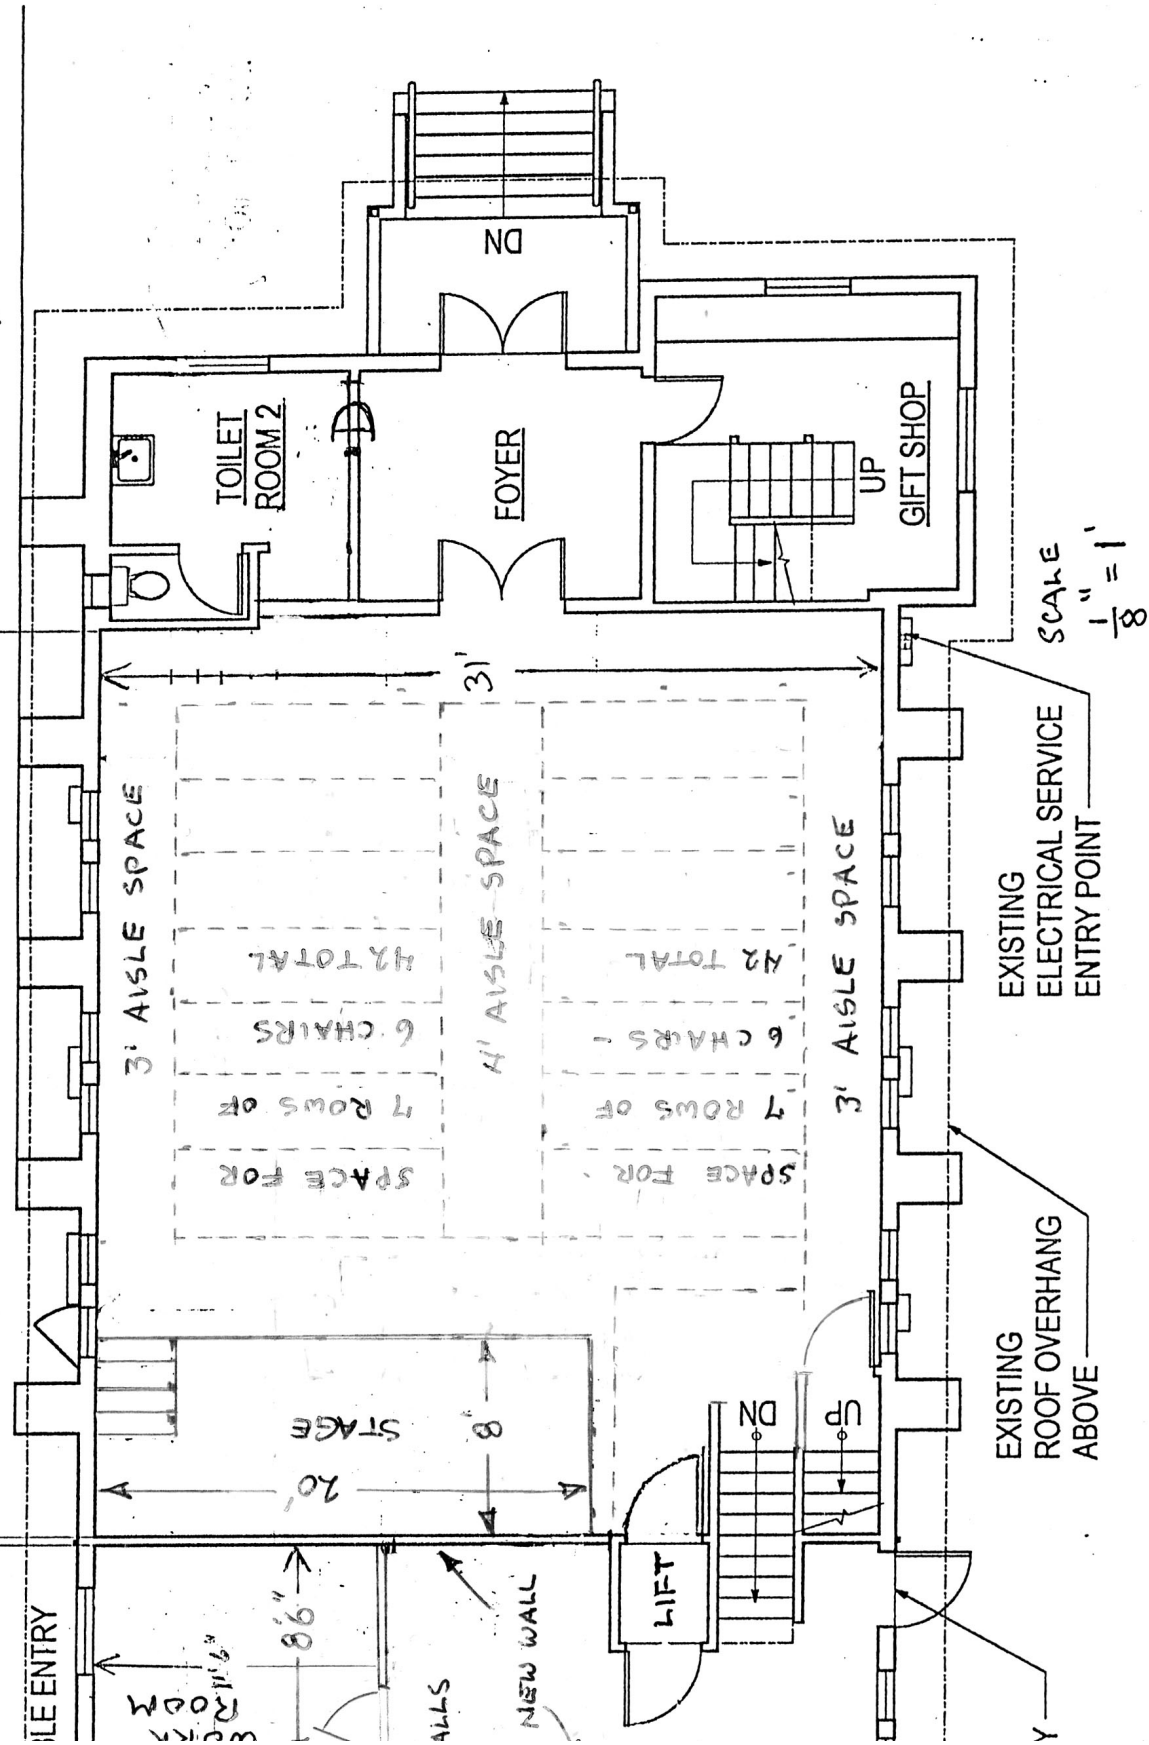 DN
TOILET
ROOM 2
FOYER
UP
GIFT SHOP
SCALE
1/8" = 1'
31'
3' AISLE SPACE
4' AISLE SPACE
3' AISLE SPACE
SPACE FOR
7 ROWS OF
6 CHAIRS
42 TOTAL
SPACE FOR -
7 ROWS OF
6 CHAIRS -
42 TOTAL
EXISTING
ELECTRICAL SERVICE
ENTRY POINT
EXISTING
ROOF OVERHANG
ABOVE
STAGE
20'
8'
DN
UP
LIFT
NEW WALL
8'6"
BLE ENTRY
ALLS
Y